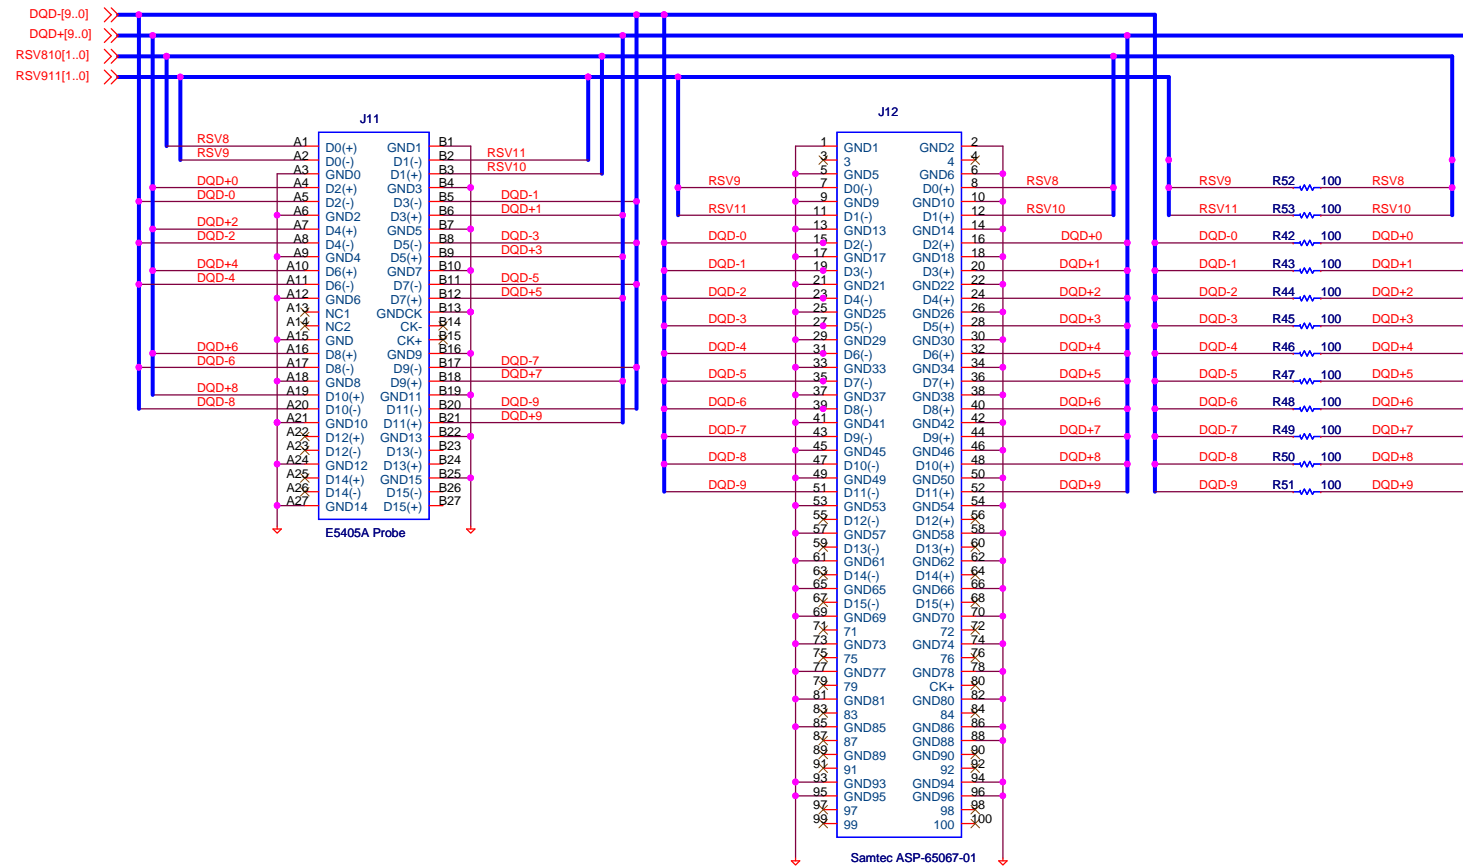 DQD-[9..0]
DQD+[9..0]
RSV810[1..0]
RSV911[1..0]
J11
RSV8 A1 D0(+) GND1 B1
RSV9 A2 D0(-) D1(-) B2 RSV11
A3 GND0 D1(+) B3 RSV10
DQD+0 A4 D2(+) GND3 B4
DQD-0 A5 D2(-) D3(-) B5 DQD-1
A6 GND2 D3(+) B6 DQD+1
DQD+2 A7 D4(+) GND5 B7
DQD-2 A8 D4(-) D5(-) B8 DQD-3
A9 GND4 D5(+) B9 DQD+3
DQD+4 A10 D6(+) GND7 B10
DQD-4 A11 D6(-) D7(-) B11 DQD-5
A12 GND6 D7(+) B12 DQD+5
A13 NC1 GNDCK B13
A14 NC2 CK- B14
A15 GND CK+ B15
DQD+6 A16 D8(+) GND9 B16
DQD-6 A17 D8(-) D9(-) B17 DQD-7
A18 GND8 D9(+) B18 DQD+7
DQD+8 A19 D10(+) GND11 B19
DQD-8 A20 D10(-) D11(-) B20 DQD-9
A21 GND10 D11(+) B21 DQD+9
A22 D12(+) GND13 B22
A23 D12(-) D13(-) B23
A24 GND12 D13(+) B24
A25 D14(+) GND15 B25
A26 D14(-) D15(-) B26
A27 GND14 D15(+) B27
E5405A Probe
J12
1 GND1 GND2 2
3 3 4 4
5 GND5 GND6 6
RSV9 7 D0(-) D0(+) 8 RSV8
9 GND9 GND10 10
RSV11 11 D1(-) D1(+) 12 RSV10
13 GND13 GND14 14
DQD-0 15 D2(-) D2(+) 16 DQD+0
17 GND17 GND18 18
DQD-1 19 D3(-) D3(+) 20 DQD+1
21 GND21 GND22 22
DQD-2 23 D4(-) D4(+) 24 DQD+2
25 GND25 GND26 26
DQD-3 27 D5(-) D5(+) 28 DQD+3
29 GND29 GND30 30
DQD-4 31 D6(-) D6(+) 32 DQD+4
33 GND33 GND34 34
DQD-5 35 D7(-) D7(+) 36 DQD+5
37 GND37 GND38 38
DQD-6 39 D8(-) D8(+) 40 DQD+6
41 GND41 GND42 42
DQD-7 43 D9(-) D9(+) 44 DQD+7
45 GND45 GND46 46
DQD-8 47 D10(-) D10(+) 48 DQD+8
49 GND49 GND50 50
DQD-9 51 D11(-) D11(+) 52 DQD+9
53 GND53 GND54 54
55 D12(-) D12(+) 56
57 GND57 GND58 58
59 D13(-) D13(+) 60
61 GND61 GND62 62
63 D14(-) D14(+) 64
65 GND65 GND66 66
67 D15(-) D15(+) 68
69 GND69 GND70 70
71 71 72 72
73 GND73 GND74 74
75 75 76 76
77 GND77 GND78 78
79 79 CK+ 80
81 GND81 GND80 82
83 83 84 84
85 GND85 GND86 86
87 87 GND88 88
89 GND89 GND90 90
91 91 92 92
93 GND93 GND94 94
95 GND95 GND96 96
97 97 98 98
99 99 100 100
Samtec ASP-65067-01
RSV9 R52 100 RSV8
RSV11 R53 100 RSV10
DQD-0 R42 100 DQD+0
DQD-1 R43 100 DQD+1
DQD-2 R44 100 DQD+2
DQD-3 R45 100 DQD+3
DQD-4 R46 100 DQD+4
DQD-5 R47 100 DQD+5
DQD-6 R48 100 DQD+6
DQD-7 R49 100 DQD+7
DQD-8 R50 100 DQD+8
DQD-9 R51 100 DQD+9